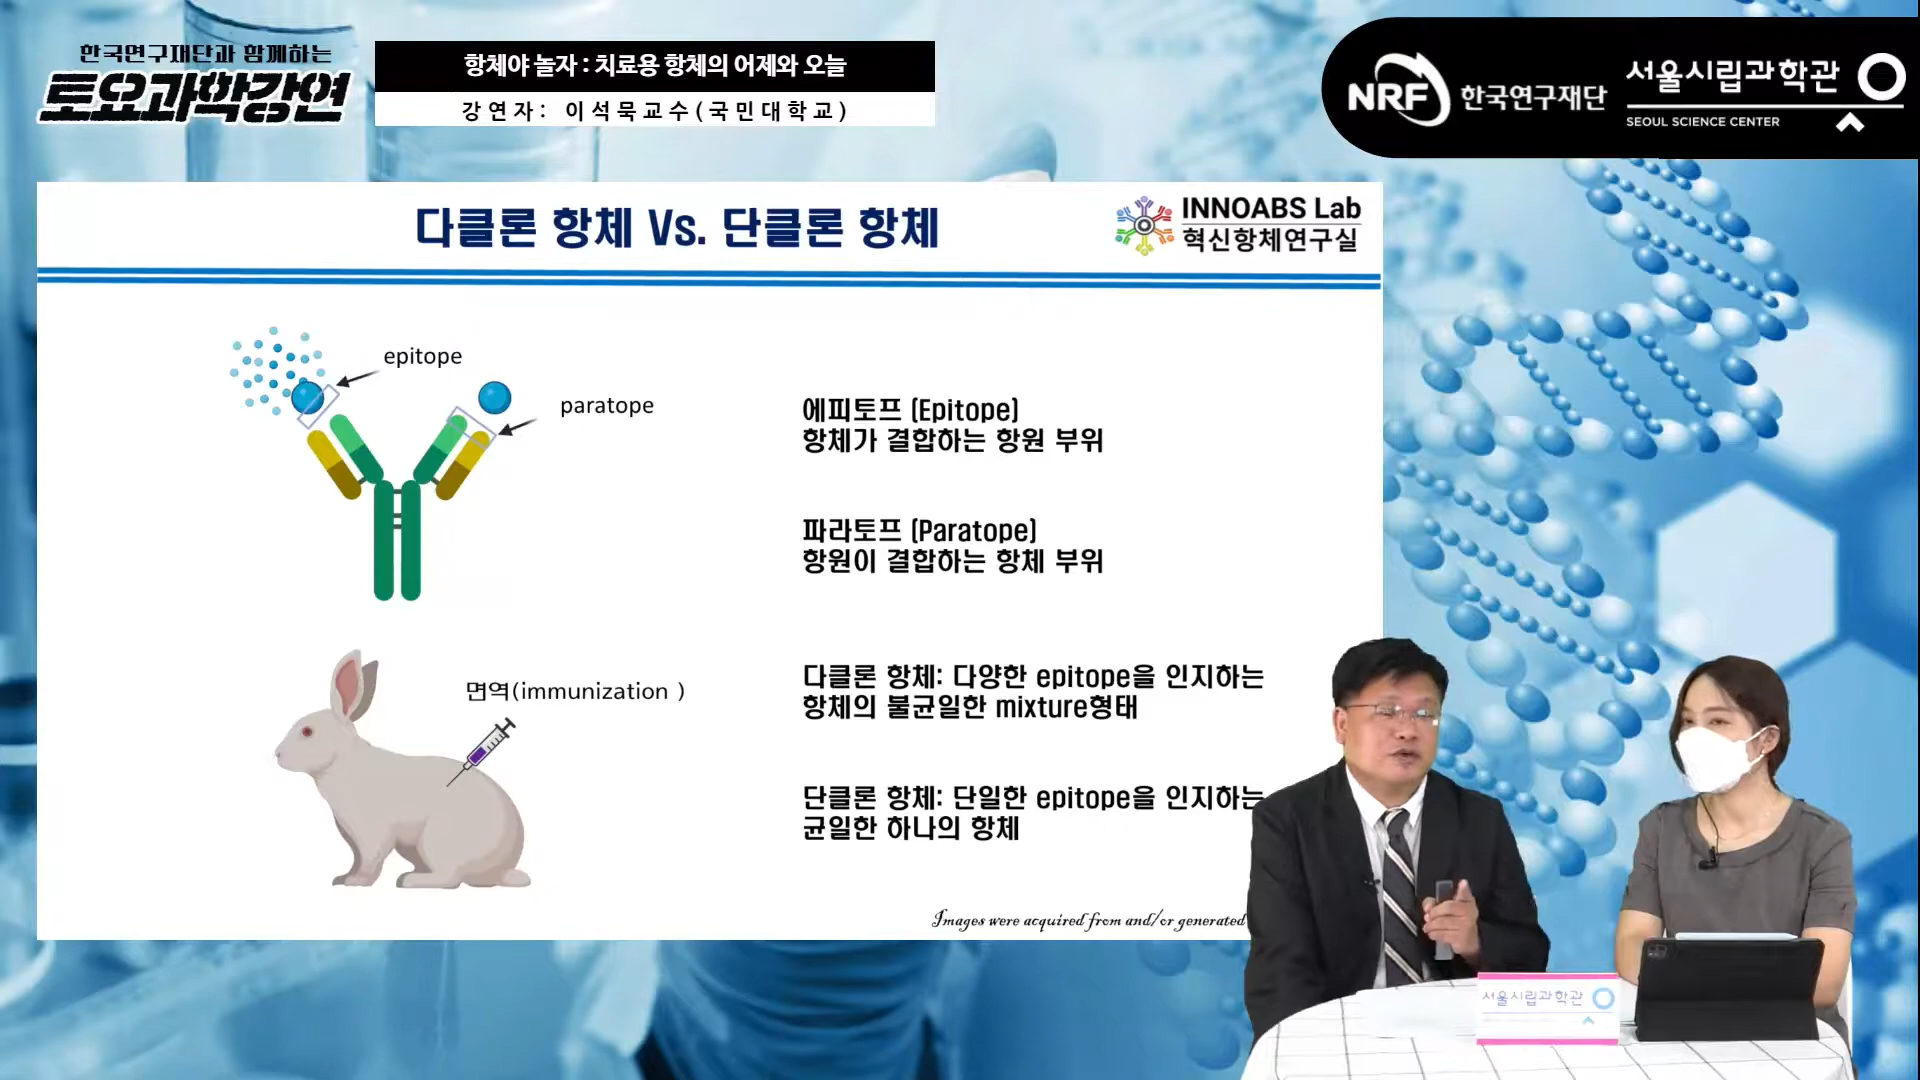 한국연구재단과 함께하는
토요과학강연
항체야 놀자 : 치료용 항체의 어제와 오늘
강연자: 이석묵교수(국민대학교)
NRF 한국연구재단
서울시립과학관
SEOUL SCIENCE CENTER
다클론 항체 Vs. 단클론 항체
INNOABS Lab
혁신항체연구실
epitope
paratope
에피토프 (Epitope)
항체가 결합하는 항원 부위
파라토프 (Paratope)
항원이 결합하는 항체 부위
면역(immunization )
다클론 항체: 다양한 epitope을 인지하는
항체의 불균일한 mixture형태
단클론 항체: 단일한 epitope을 인지하는
균일한 하나의 항체
Images were acquired from and/or generated
서울시립과학관